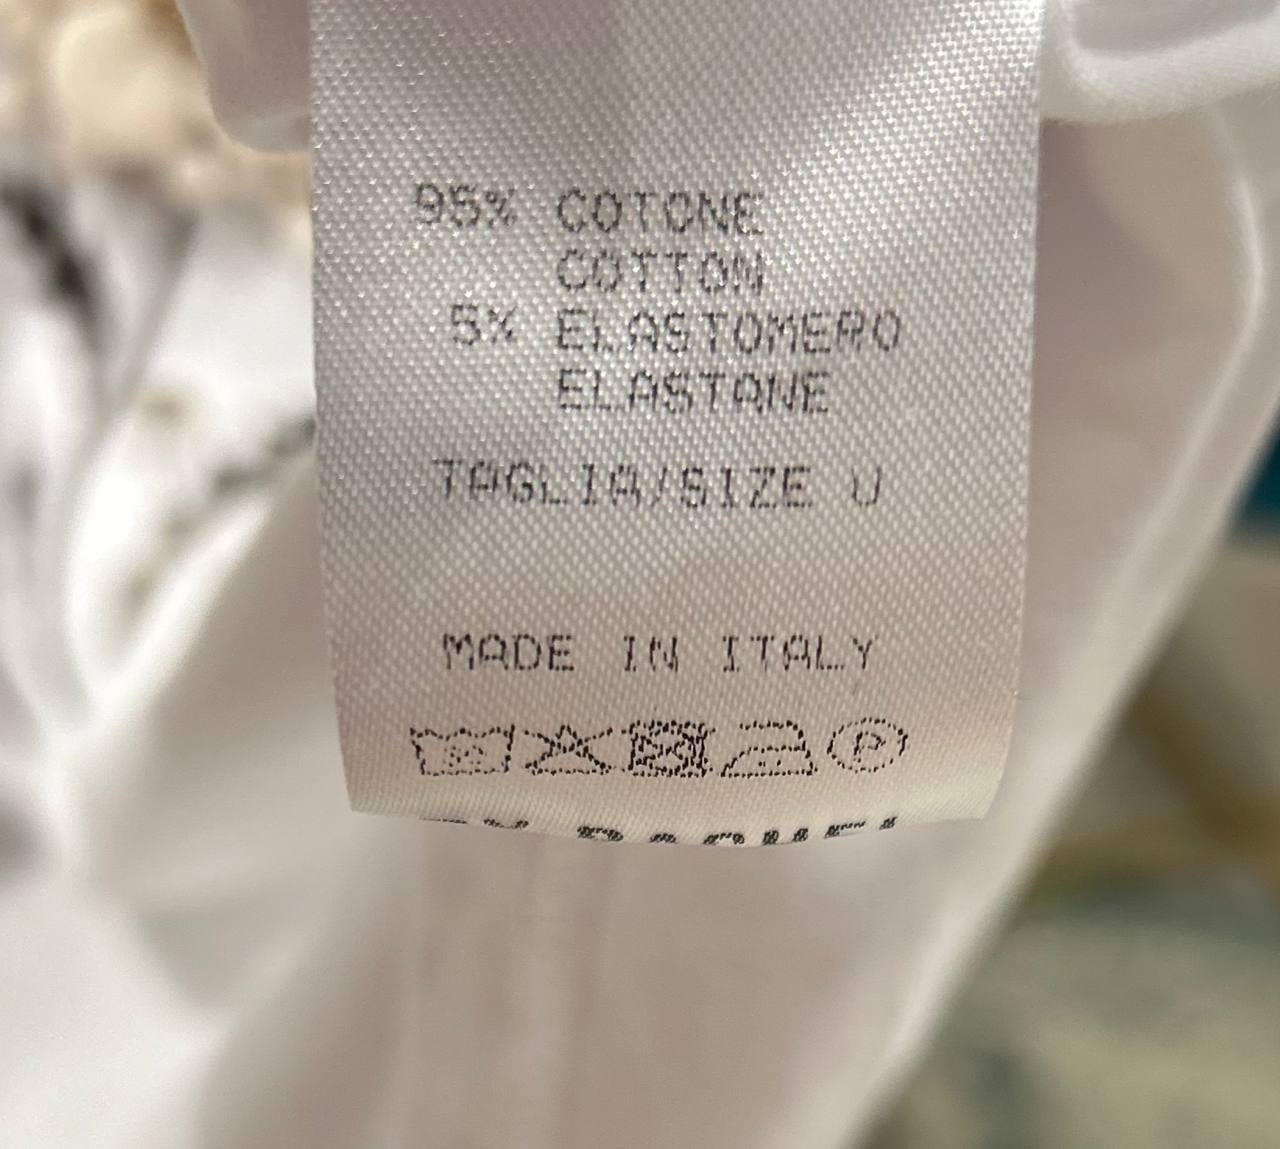 95% COTONE
COTTON
5% ELASTOMERO
ELASTANE
TAGLIA/SIZE U
MADE IN ITALY
P